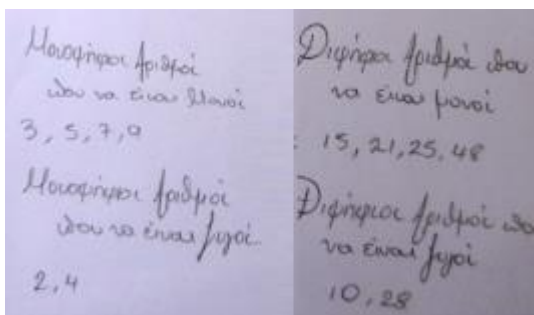 Μονοψήφιοι Αριθμοί
που να είναι Μονοί
3, 5, 7, 9
Μονοψήφιοι Αριθμοί
που να είναι ζυγοί.
2, 4
Διψήφιοι Αριθμοί που
να είναι μονοί
15, 21, 25, 48
Διψήφιοι Αριθμοί που
να είναι ζυγοί
10, 28